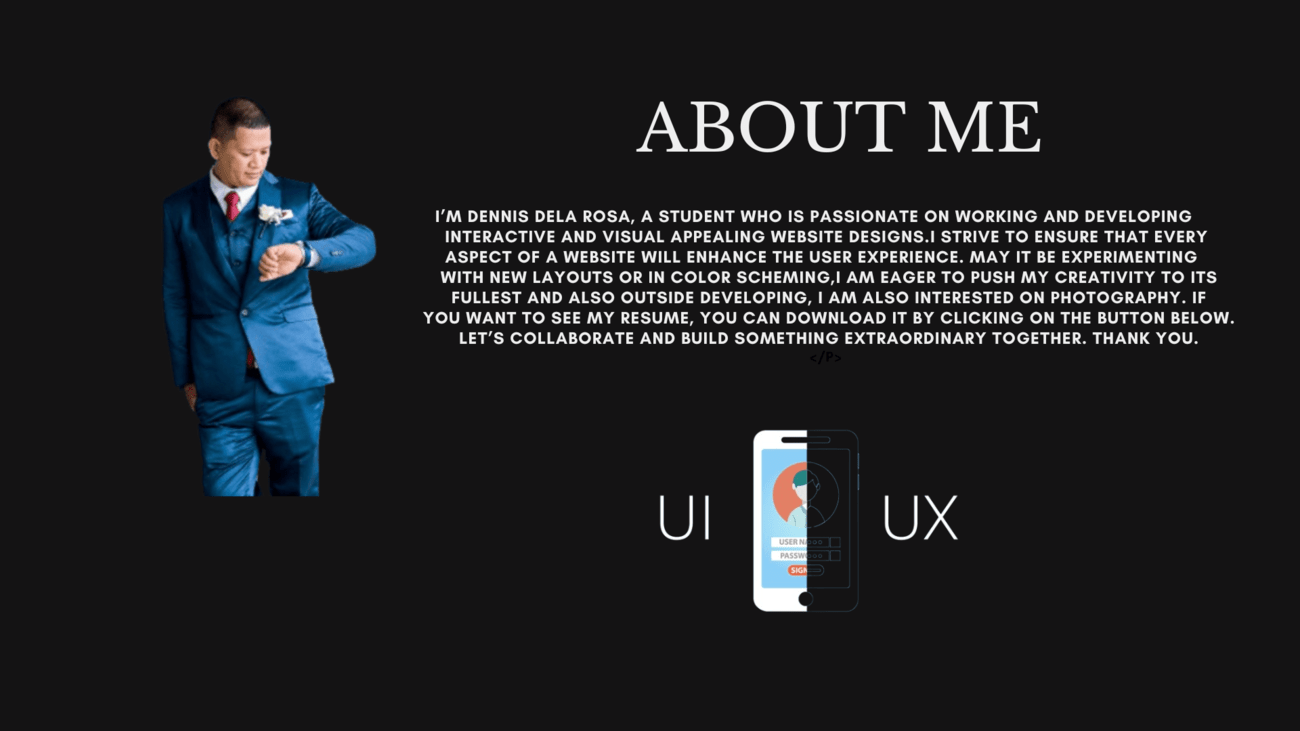 ABOUT ME
I'M DENNIS DELA ROSA, A STUDENT WHO IS PASSIONATE ON WORKING AND DEVELOPING
INTERACTIVE AND VISUAL APPEALING WEBSITE DESIGNS.I STRIVE TO ENSURE THAT EVERY
ASPECT OF A WEBSITE WILL ENHANCE THE USER EXPERIENCE. MAY IT BE EXPERIMENTING
WITH NEW LAYOUTS OR IN COLOR SCHEMING,I AM EAGER TO PUSH MY CREATIVITY TO ITS
FULLEST AND ALSO OUTSIDE DEVELOPING, I AM ALSO INTERESTED ON PHOTOGRAPHY. IF
YOU WANT TO SEE MY RESUME, YOU CAN DOWNLOAD IT BY CLICKING ON THE BUTTON BELOW.
LET'S COLLABORATE AND BUILD SOMETHING EXTRAORDINARY TOGETHER. THANK YOU.
</P>
UI UX
USER